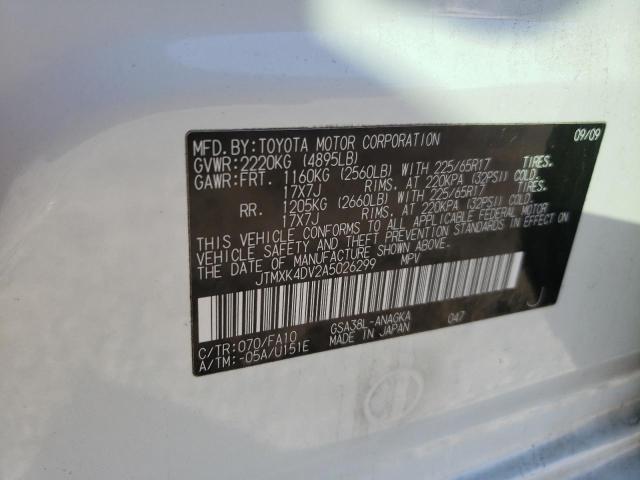 MFD. BY: TOYOTA MOTOR CORPORATION 09/09
GVWR: 2220KG (4895LB)
GAWR: FRT. 1160KG (2560LB) WITH 225/65R17 TIRES.
17X7J RIMS. AT 220KPA (32PSI) COLD.
RR. 1205KG (2660LB) WITH 225/65R17 TIRES.
17X7J RIMS. AT 220KPA (32PSI) COLD.
THIS VEHICLE CONFORMS TO ALL APPLICABLE FEDERAL MOTOR
VEHICLE SAFETY AND THEFT PREVENTION STANDARDS IN EFFECT ON
THE DATE OF MANUFACTURE SHOWN ABOVE.
JTMXK4DV2A5026299 MPV
C/TR: 070/FA10 GSA38L-ANAGKA 047
A/TM: -05A/U151E MADE IN JAPAN
J